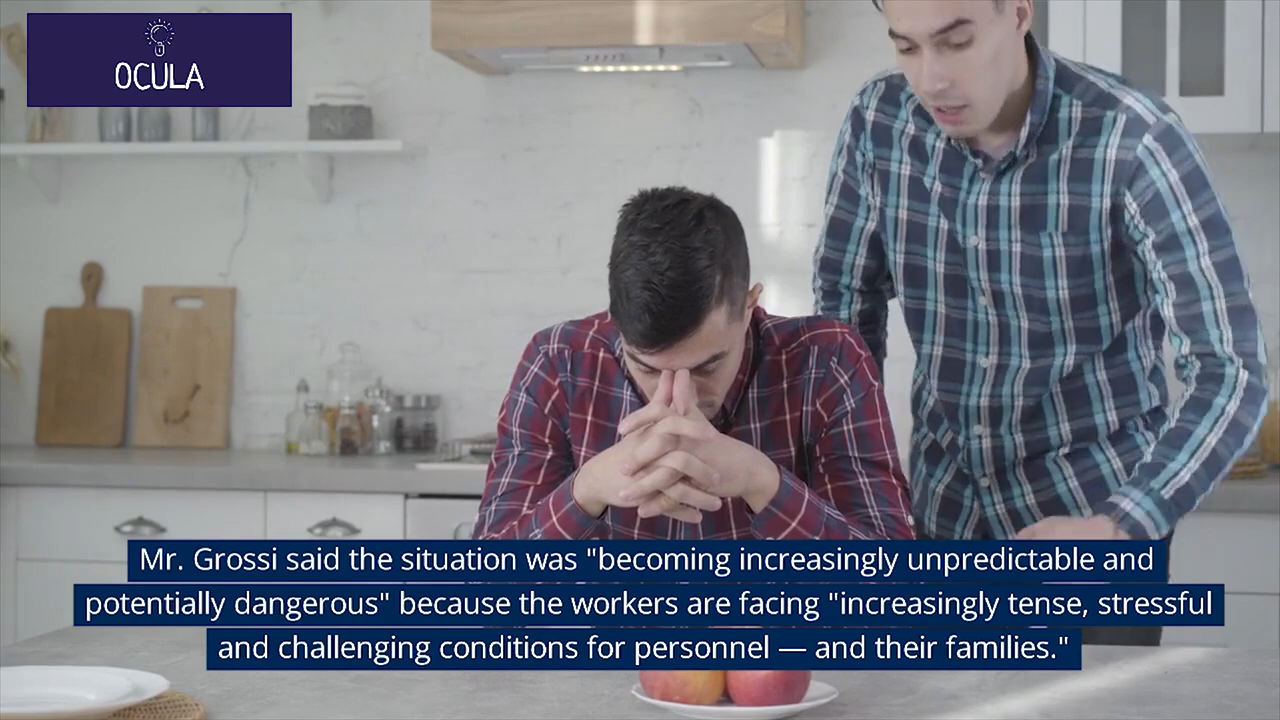 OCULA
Mr. Grossi said the situation was "becoming increasingly unpredictable and
potentially dangerous" because the workers are facing "increasingly tense, stressful
and challenging conditions for personnel — and their families."